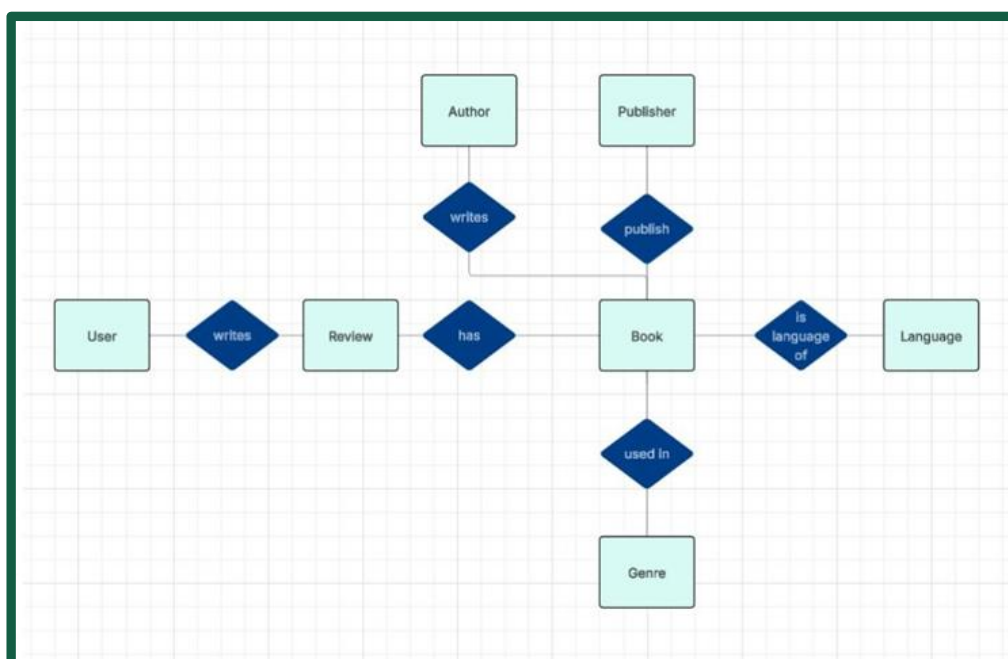 Author
Publisher
writes
publish
User
writes
Review
has
Book
is
language
of
Language
used in
Genre